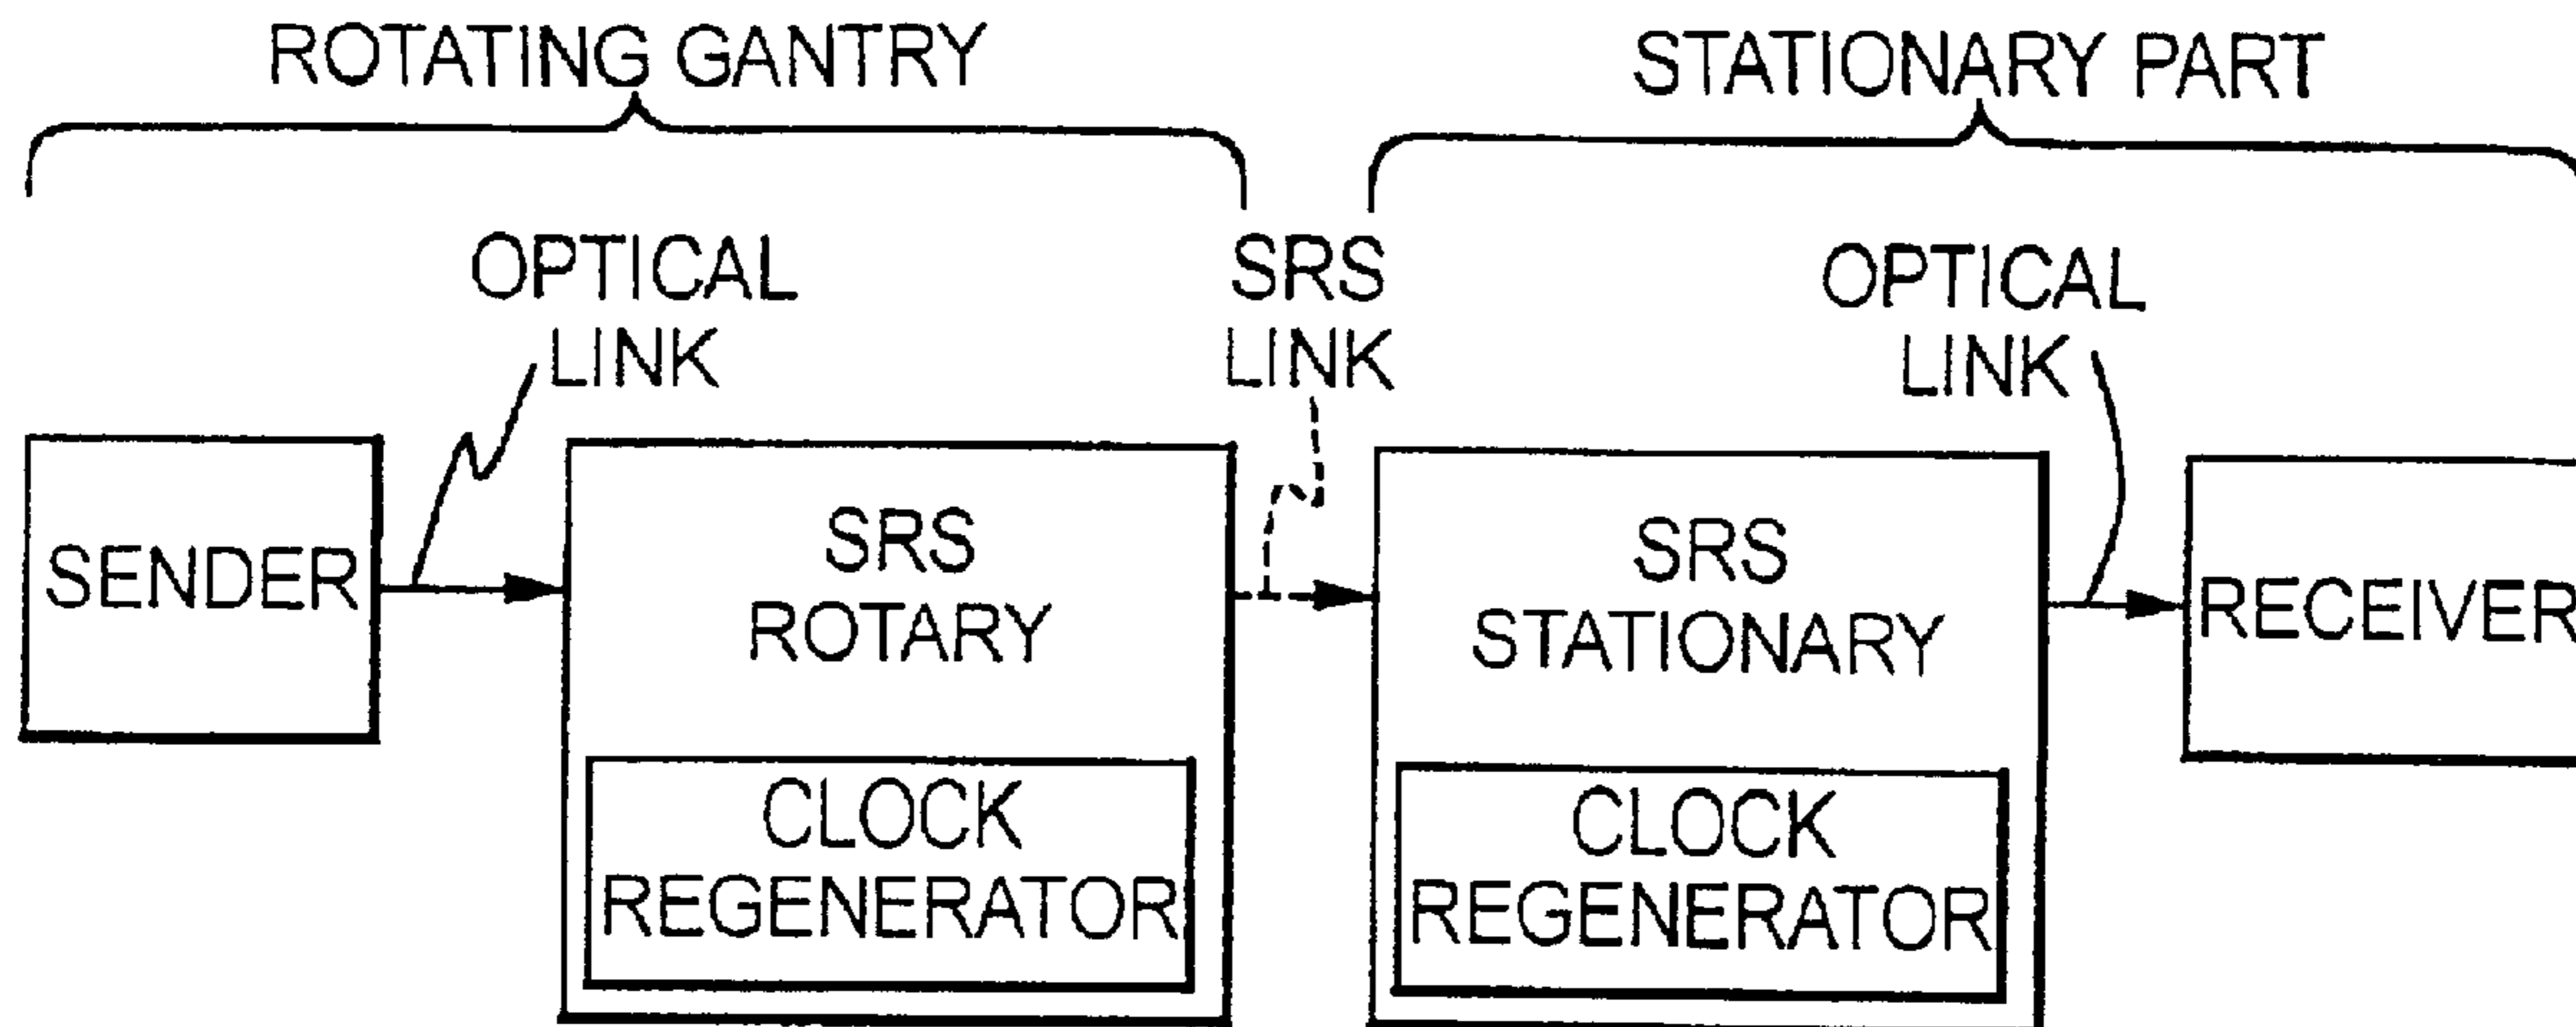 ROTATING GANTRY
STATIONARY PART
OPTICAL
LINK
SRS
LINK
OPTICAL
LINK
SENDER
SRS
ROTARY
CLOCK
REGENERATOR
SRS
STATIONARY
CLOCK
REGENERATOR
RECEIVER